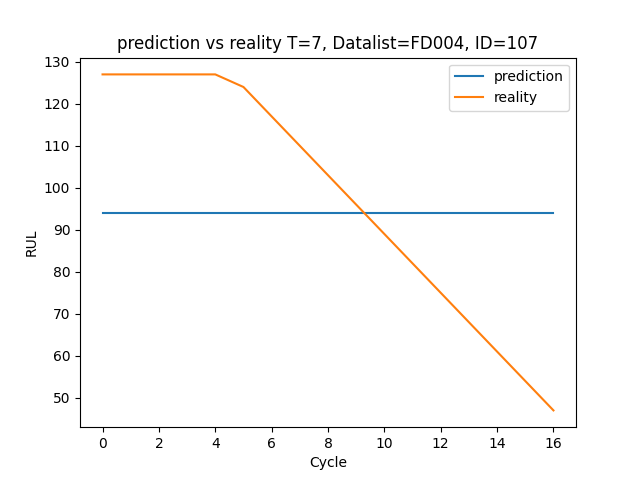 prediction vs reality T=7, Datalist=FD004, ID=107
prediction
reality
130
120
110
100
90
80
70
60
50
RUL
0 2 4 6 8 10 12 14 16
Cycle